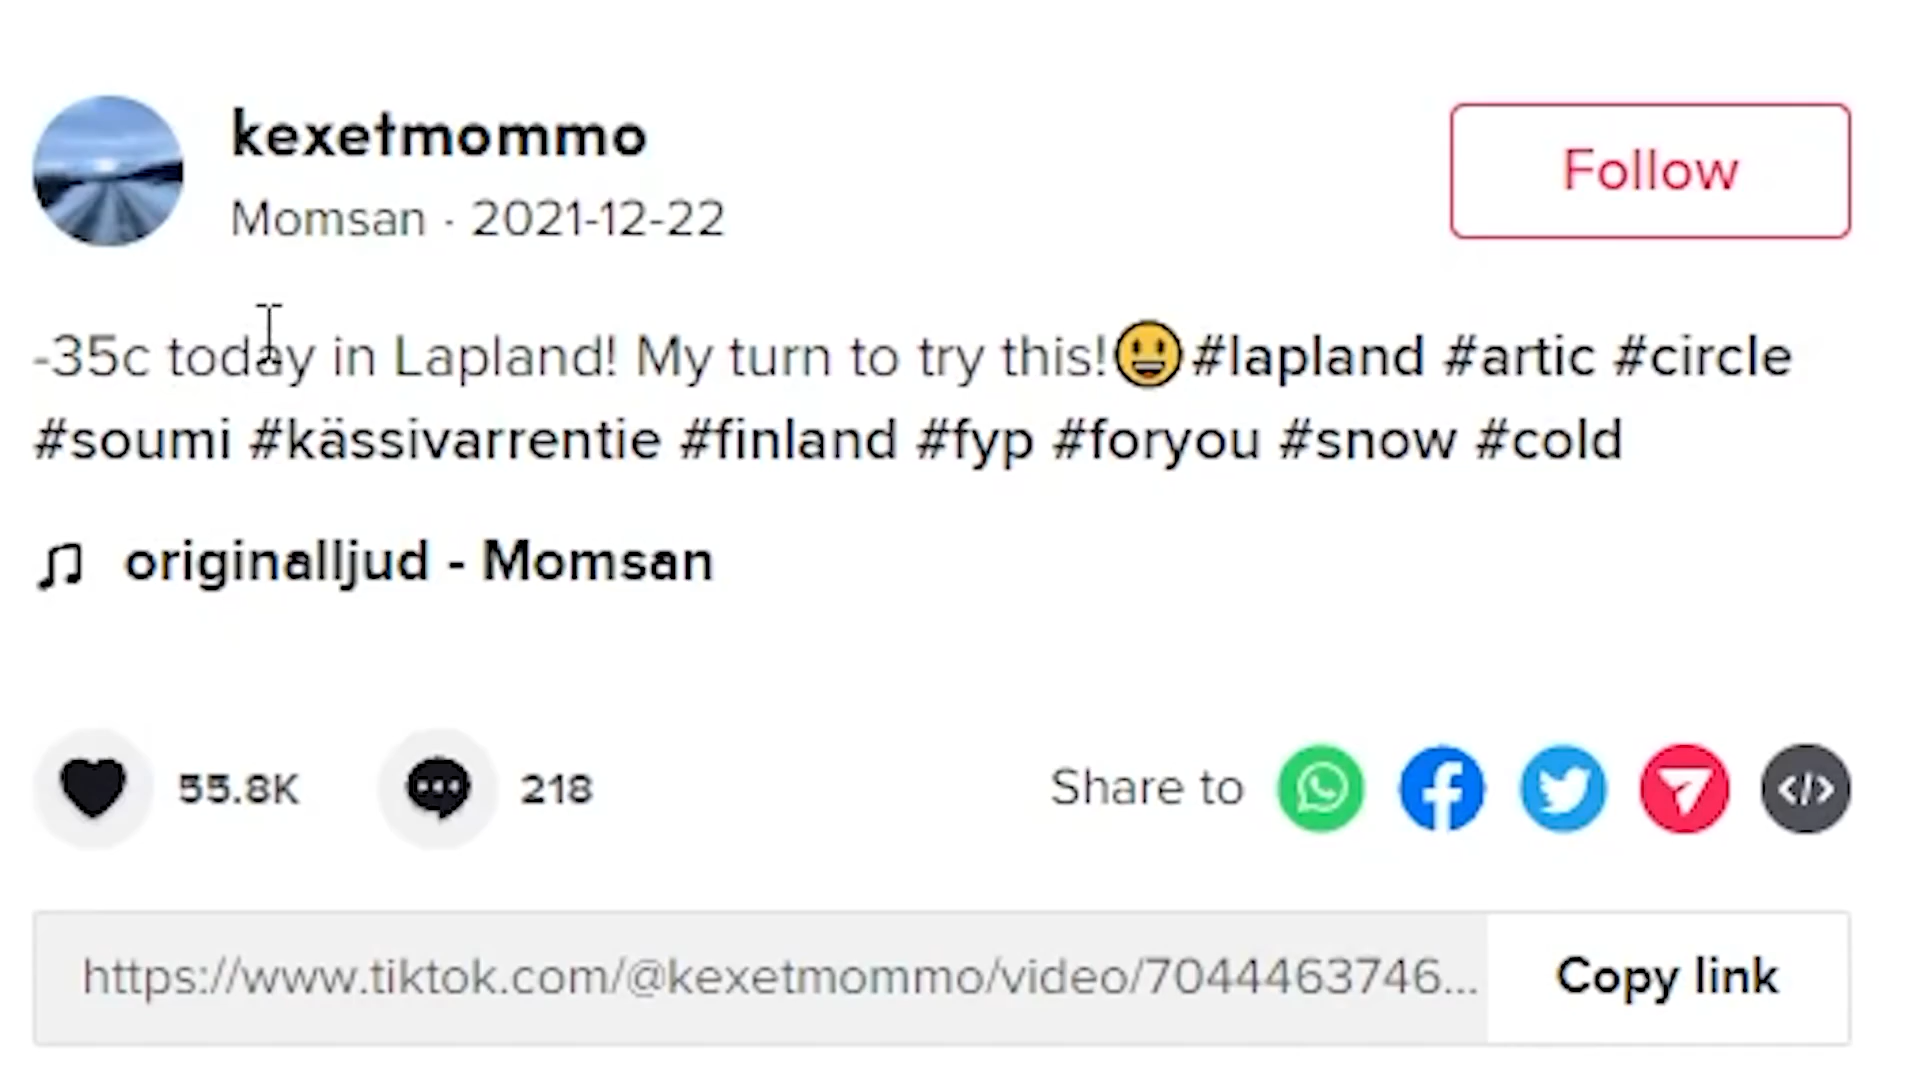 kexetmommo
Momsan · 2021-12-22
Follow
-35c today in Lapland! My turn to try this!😃#lapland #artic #circle
#soumi #kässivarrentie #finland #fyp #foryou #snow #cold
originalljud - Momsan
55.8K
218
Share to
https://www.tiktok.com/@kexetmommo/video/7044463746...
Copy link